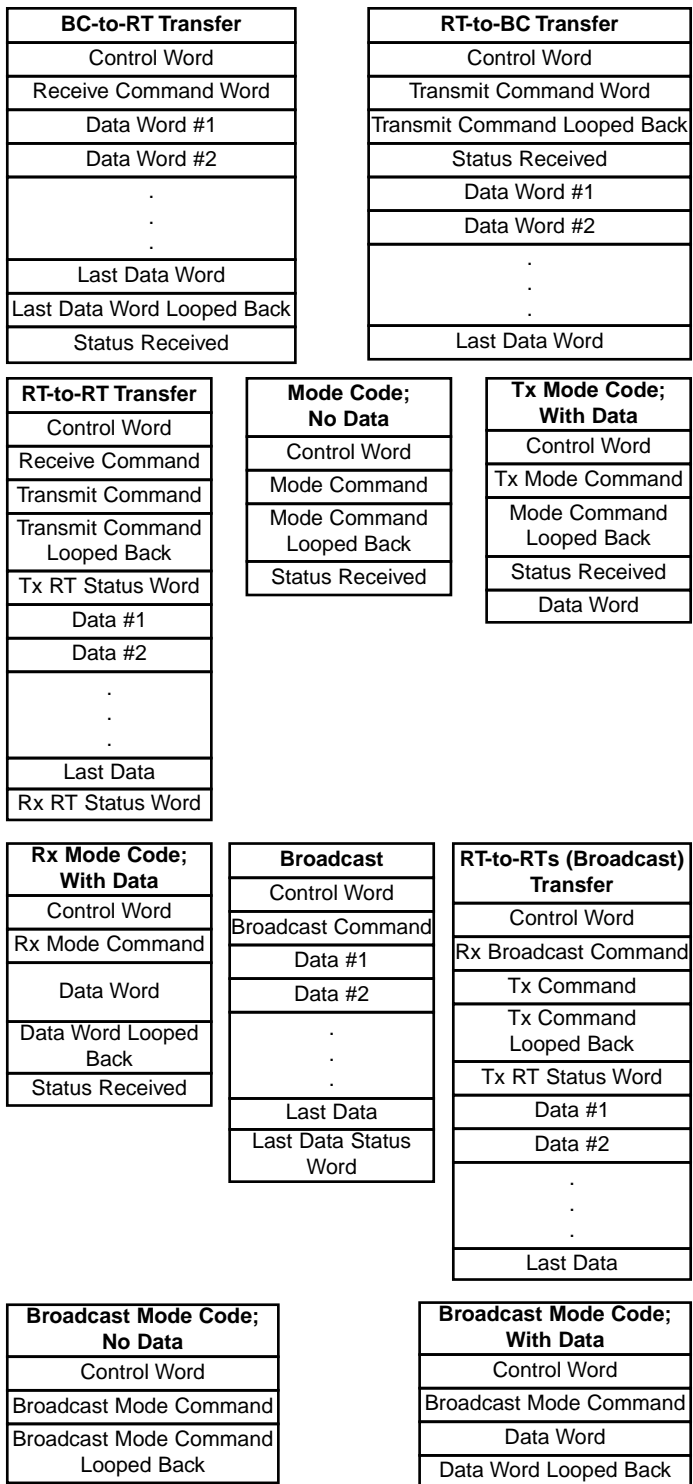 BC-to-RT Transfer
Control Word
Receive Command Word
Data Word #1
Data Word #2
.
.
.
Last Data Word
Last Data Word Looped Back
Status Received
RT-to-BC Transfer
Control Word
Transmit Command Word
Transmit Command Looped Back
Status Received
Data Word #1
Data Word #2
.
.
.
Last Data Word
RT-to-RT Transfer
Control Word
Receive Command
Transmit Command
Transmit Command
Looped Back
Tx RT Status Word
Data #1
Data #2
.
.
.
Last Data
Rx RT Status Word
Mode Code;
No Data
Control Word
Mode Command
Mode Command
Looped Back
Status Received
Tx Mode Code;
With Data
Control Word
Tx Mode Command
Mode Command
Looped Back
Status Received
Data Word
Rx Mode Code;
With Data
Control Word
Rx Mode Command
Data Word
Data Word Looped
Back
Status Received
Broadcast
Control Word
Broadcast Command
Data #1
Data #2
.
.
.
Last Data
Last Data Status
Word
RT-to-RTs (Broadcast)
Transfer
Control Word
Rx Broadcast Command
Tx Command
Tx Command
Looped Back
Tx RT Status Word
Data #1
Data #2
.
.
.
Last Data
Broadcast Mode Code;
No Data
Control Word
Broadcast Mode Command
Broadcast Mode Command
Looped Back
Broadcast Mode Code;
With Data
Control Word
Broadcast Mode Command
Data Word
Data Word Looped Back